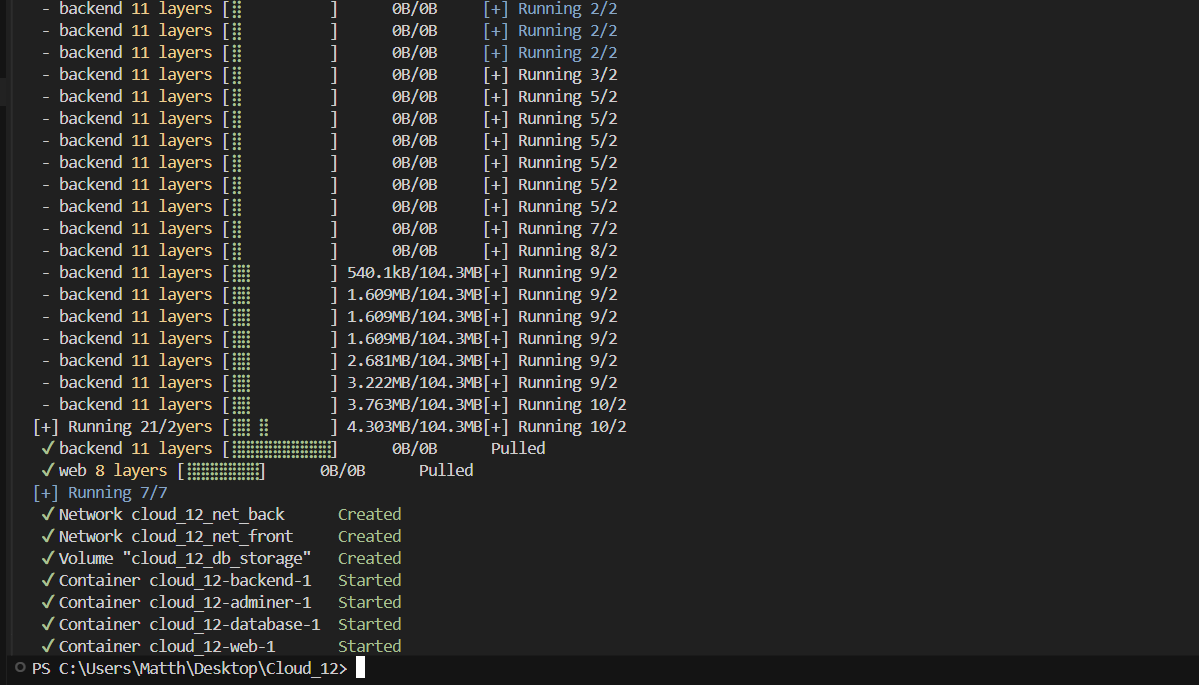 - backend 11 layers [⣿ ] 0B/0B [+] Running 2/2
- backend 11 layers [⣿ ] 0B/0B [+] Running 2/2
- backend 11 layers [⣿ ] 0B/0B [+] Running 2/2
- backend 11 layers [⣿ ] 0B/0B [+] Running 3/2
- backend 11 layers [⣿ ] 0B/0B [+] Running 5/2
- backend 11 layers [⣿ ] 0B/0B [+] Running 5/2
- backend 11 layers [⣿ ] 0B/0B [+] Running 5/2
- backend 11 layers [⣿ ] 0B/0B [+] Running 5/2
- backend 11 layers [⣿ ] 0B/0B [+] Running 5/2
- backend 11 layers [⣿ ] 0B/0B [+] Running 5/2
- backend 11 layers [⣿ ] 0B/0B [+] Running 7/2
- backend 11 layers [⣿ ] 0B/0B [+] Running 8/2
- backend 11 layers [⣿⣿ ] 540.1kB/104.3MB[+] Running 9/2
- backend 11 layers [⣿⣿ ] 1.609MB/104.3MB[+] Running 9/2
- backend 11 layers [⣿⣿ ] 1.609MB/104.3MB[+] Running 9/2
- backend 11 layers [⣿⣿ ] 1.609MB/104.3MB[+] Running 9/2
- backend 11 layers [⣿⣿ ] 2.681MB/104.3MB[+] Running 9/2
- backend 11 layers [⣿⣿ ] 3.222MB/104.3MB[+] Running 9/2
- backend 11 layers [⣿⣿ ] 3.763MB/104.3MB[+] Running 10/2
[+] Running 21/2yers [⣿⣿ ⣿ ] 4.303MB/104.3MB[+] Running 10/2
✓ backend 11 layers [⣿⣿⣿⣿⣿⣿⣿⣿⣿⣿⣿] 0B/0B Pulled
✓ web 8 layers [⣿⣿⣿⣿⣿⣿⣿⣿] 0B/0B Pulled
[+] Running 7/7
✓ Network cloud_12_net_back Created
✓ Network cloud_12_net_front Created
✓ Volume "cloud_12_db_storage" Created
✓ Container cloud_12-backend-1 Started
✓ Container cloud_12-adminer-1 Started
✓ Container cloud_12-database-1 Started
✓ Container cloud_12-web-1 Started
PS C:\Users\Matth\Desktop\Cloud_12>